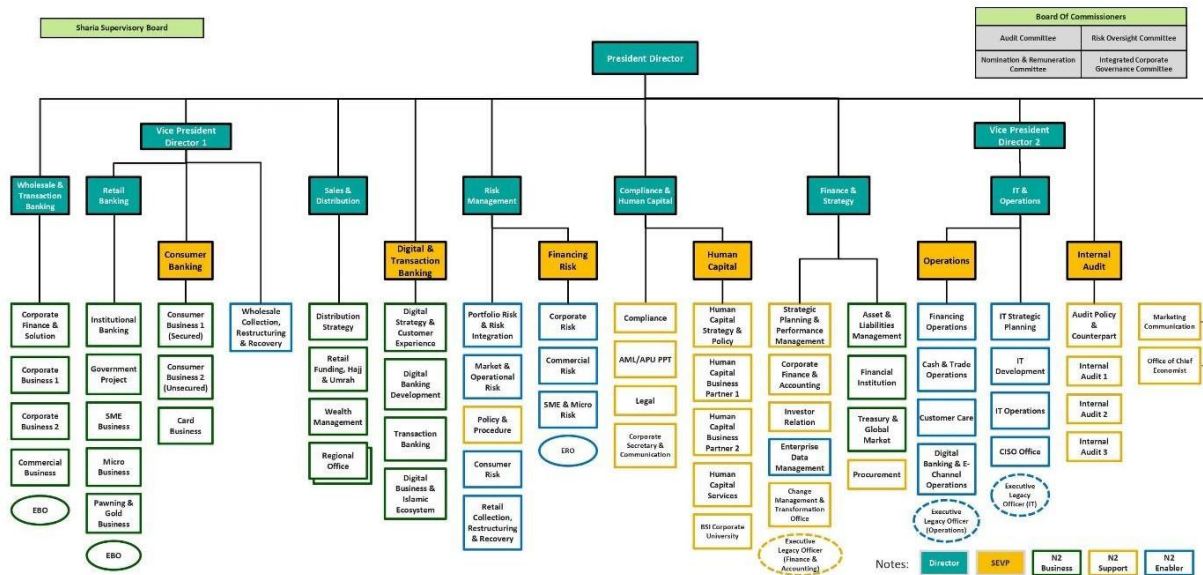 Sharia Supervisory Board
Board Of Commissioners
Audit Committee
Risk Oversight Committee
Nomination & Remuneration
Committee
Integrated Corporate
Governance Committee
President Director
Vice President
Director 1
Vice President
Director 2
Wholesale &
Transaction
Banking
Retail
Banking
Sales &
Distribution
Risk
Management
Compliance &
Human Capital
Finance &
Strategy
IT &
Operations
Consumer
Banking
Digital &
Transaction
Banking
Financing
Risk
Human
Capital
Operations
Internal
Audit
Corporate
Finance &
Solution
Corporate
Business 1
Corporate
Business 2
Commercial
Business
EBO
Institutional
Banking
Government
Project
SME
Business
Micro
Business
Pawning &
Gold
Business
EBO
Consumer
Business 1
(Secured)
Consumer
Business 2
(Unsecured)
Card
Business
Wholesale
Collection,
Restructuring
& Recovery
Distribution
Strategy
Retail
Funding, Hajj
& Umrah
Wealth
Management
Regional
Office
Digital
Strategy &
Customer
Experience
Digital
Banking
Development
Transaction
Banking
Digital
Business &
Islamic
Ecosystem
Portfolio Risk
& Risk
Integration
Market &
Operational
Risk
Policy &
Procedure
Consumer
Risk
Retail
Collection,
Restructuring
& Recovery
Corporate
Risk
Commercial
Risk
SME & Micro
Risk
ERO
Compliance
AML/APU PPT
Legal
Corporate
Secretary &
Communication
Human
Capital
Strategy &
Policy
Human
Capital
Business
Partner 1
Human
Capital
Business
Partner 2
Human
Capital
Services
BSI Corporate
University
Strategic
Planning &
Performance
Management
Corporate
Finance &
Accounting
Investor
Relation
Enterprise
Data
Management
Change
Management &
Transformation
Office
Executive
Legacy Officer
(Finance &
Accounting)
Asset &
Liabilities
Management
Financial
Institution
Treasury &
Global
Market
Procurement
Financing
Operations
Cash & Trade
Operations
Customer Care
Digital
Banking & E-
Channel
Operations
Executive
Legacy Officer
(Operations)
IT Strategic
Planning
IT
Development
IT Operations
CISO Office
Executive
Legacy
Officer (IT)
Audit Policy
&
Counterpart
Internal
Audit 1
Internal
Audit 2
Internal
Audit 3
Marketing
Communication
Office of Chief
Economist
Notes:
Director
SEVP
N2
Business
N2
Support
N2
Enabler